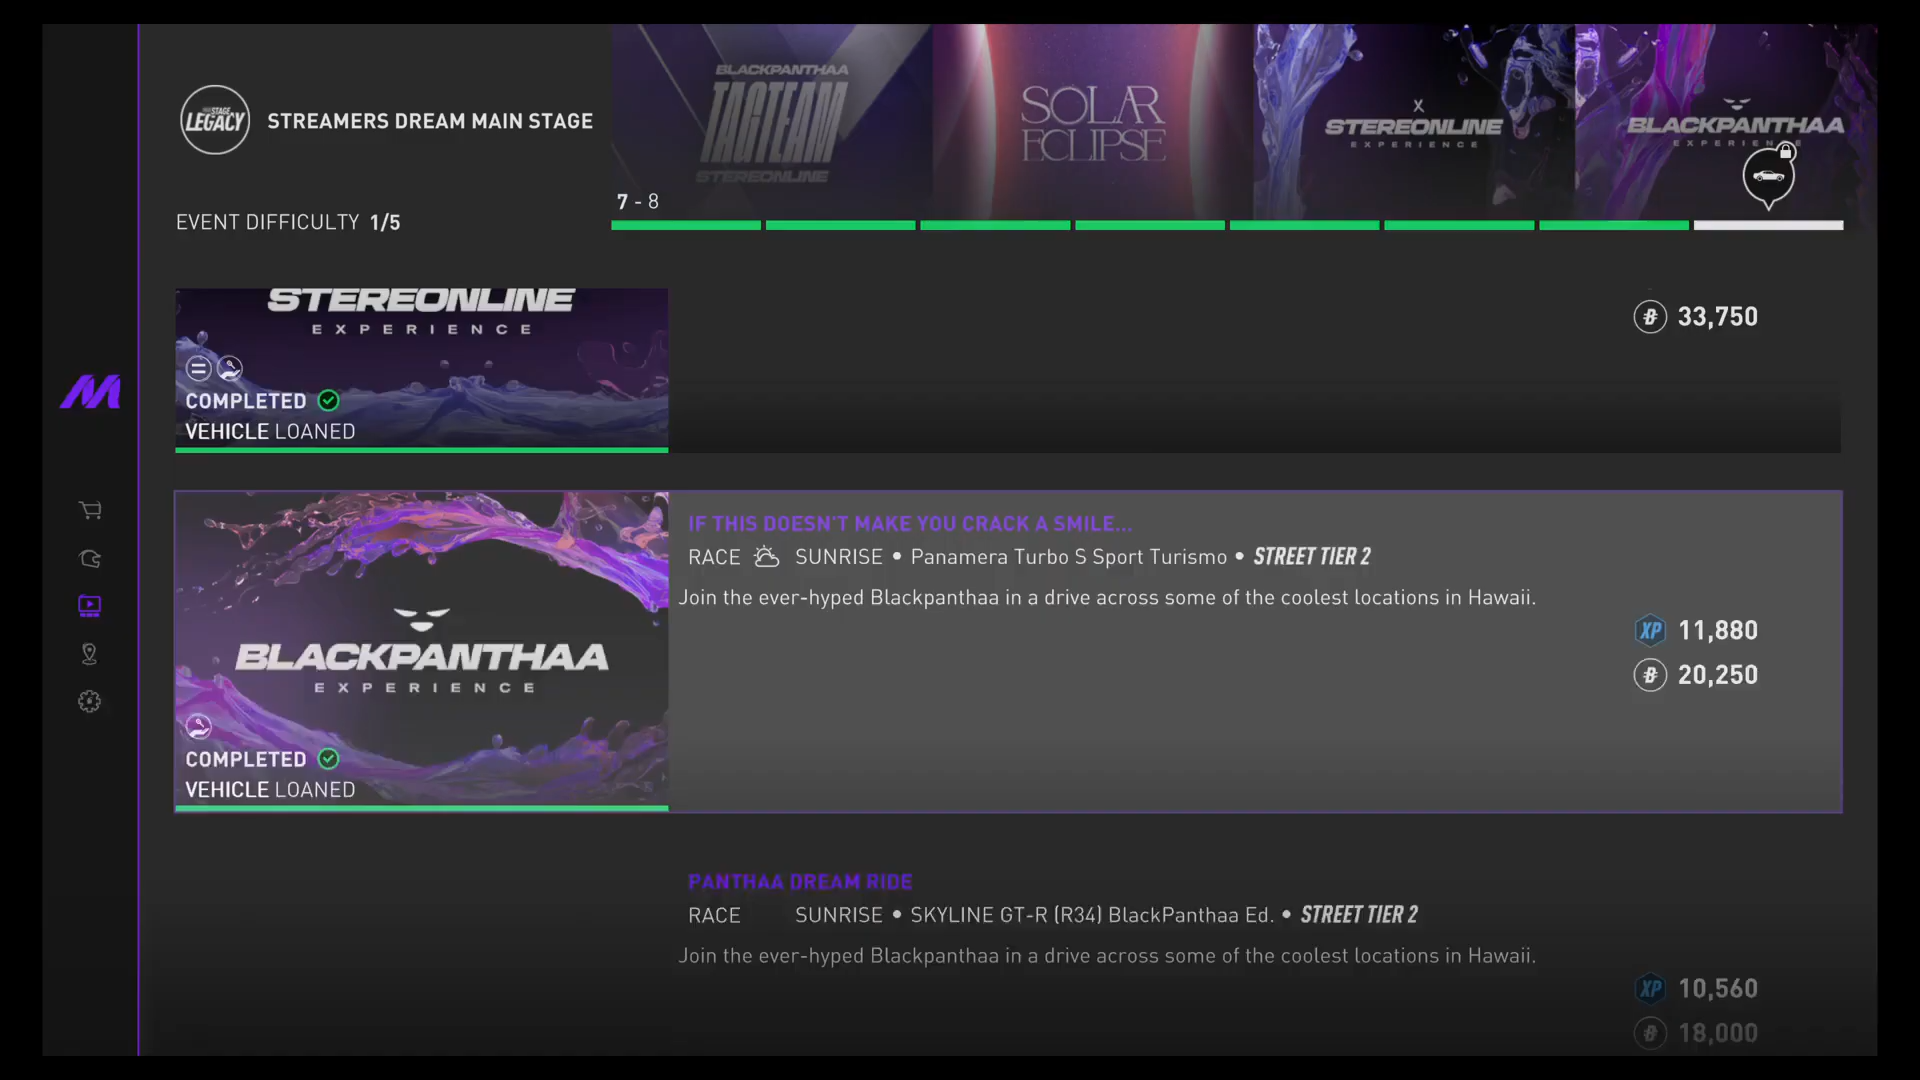 STAGE
LEGACY
STREAMERS DREAM MAIN STAGE
BLACKPANTHAA
TAGTEAM
STEREONLINE
SOLAR
ECLIPSE
X
STEREONLINE
EXPERIENCE
BLACKPANTHAA
EXPERIENCE
7 - 8
EVENT DIFFICULTY 1/5
STEREONLINE
EXPERIENCE
COMPLETED
VEHICLE LOANED
33,750
BLACKPANTHAA
EXPERIENCE
COMPLETED
VEHICLE LOANED
IF THIS DOESN'T MAKE YOU CRACK A SMILE...
RACE SUNRISE • Panamera Turbo S Sport Turismo • STREET TIER 2
Join the ever-hyped Blackpanthaa in a drive across some of the coolest locations in Hawaii.
XP 11,880
20,250
PANTHAA DREAM RIDE
RACE SUNRISE • SKYLINE GT-R (R34) BlackPanthaa Ed. • STREET TIER 2
Join the ever-hyped Blackpanthaa in a drive across some of the coolest locations in Hawaii.
XP 10,560
18,000